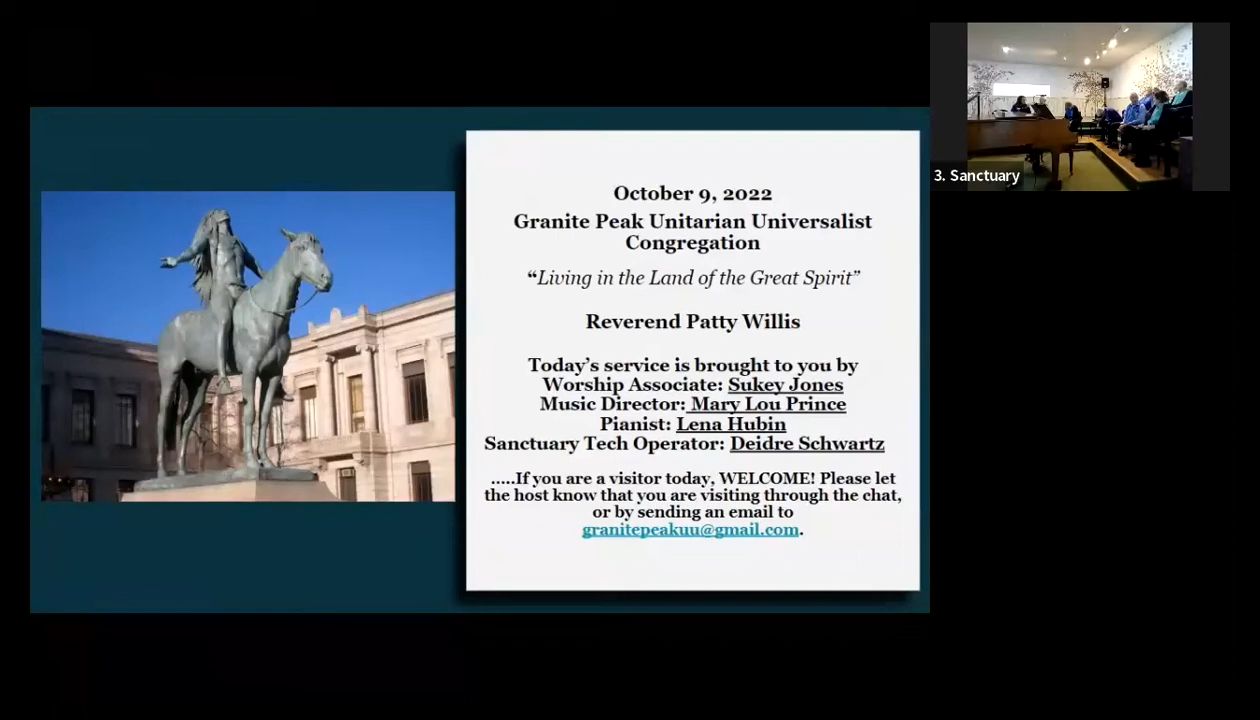 October 9, 2022
Granite Peak Unitarian Universalist
Congregation
“Living in the Land of the Great Spirit”
Reverend Patty Willis
Today’s service is brought to you by
Worship Associate: Sukey Jones
Music Director: Mary Lou Prince
Pianist: Lena Hubin
Sanctuary Tech Operator: Deidre Schwartz
.....If you are a visitor today, WELCOME! Please let
the host know that you are visiting through the chat,
or by sending an email to
granitepeakuu@gmail.com.
3. Sanctuary